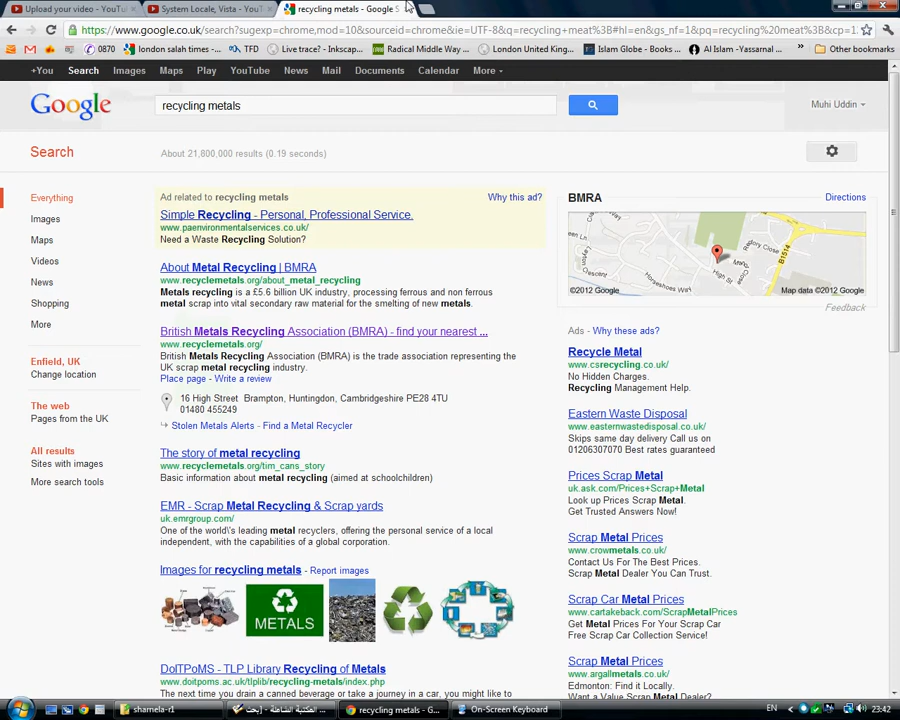 Upload your video - YouTu
System Locale, Vista - YouT
recycling metals - Google S
https://www.google.co.uk/search?sugexp=chrome,mod=10&sourceid=chrome&ie=UTF-8&q=recycling+meat#hl=en&gs_nf=1&pq=recycling%20meat&cp=1
(1) 0870 london salah times - TFD Live trace? - Inkscap... Radical Middle Way... London United King... Islam Globe - Books... Al Islam -Yassarnal ... Other bookmarks
+You Search Images Maps Play YouTube News Mail Documents Calendar More
Google recycling metals Muhi Uddin
Search About 21,800,000 results (0.19 seconds)
Everything
Images
Maps
Videos
News
Shopping
More
Enfield, UK
Change location
The web
Pages from the UK
All results
Sites with images
More search tools
Ad related to recycling metals Why this ad?
Simple Recycling - Personal, Professional Service.
www.paenvironmentalservices.co.uk/
Need a Waste Recycling Solution?
About Metal Recycling | BMRA
www.recyclemetals.org/about_metal_recycling
Metals recycling is a £5.6 billion UK industry, processing ferrous and non ferrous
metal scrap into vital secondary raw material for the smelting of new metals.
British Metals Recycling Association (BMRA) - find your nearest ...
www.recyclemetals.org/
British Metals Recycling Association (BMRA) is the trade association representing the
UK scrap metal recycling industry.
Place page - Write a review
16 High Street Brampton, Huntingdon, Cambridgeshire PE28 4TU
01480 455249
Stolen Metals Alerts - Find a Metal Recycler
The story of metal recycling
www.recyclemetals.org/tim_cans_story
Basic information about metal recycling (aimed at schoolchildren)
EMR - Scrap Metal Recycling & Scrap yards
uk.emrgroup.com/
One of the world\'s leading metal recyclers, offering the personal service of a local
independent, with the capabilities of a global corporation.
Images for recycling metals - Report images
METALS
DoITPoMS - TLP Library Recycling of Metals
www.doitpoms.ac.uk/tlplib/recycling-metals/index.php
The next time you drain a canned beverage or take a journey in a car, you might like to
BMRA Directions
Horseshoes Way
High St
B1514
Crescent
©2012 Google Map data ©2012 Google
Feedback
Ads - Why these ads?
Recycle Metal
www.csrecycling.co.uk/
No Hidden Charges.
Recycling Management Help.
Eastern Waste Disposal
www.easternwastedisposal.co.uk/
Skips same day delivery Call us on
01206307070 Best rates guaranteed
Prices Scrap Metal
uk.ask.com/Prices+Scrap+Metal
Look up Prices Scrap Metal.
Get Trusted Answers Now!
Scrap Metal Prices
www.crowmetals.co.uk/
Contact Us For The Best Prices.
Scrap Metal Dealer You Can Trust.
Scrap Car Metal Prices
www.cartakeback.com/ScrapMetalPrices
Get Metal Prices For Your Scrap Car
Free Scrap Car Collection Service!
Scrap Metal Prices
www.argallmetals.co.uk/
Edmonton: Find it Locally.
Want a Value Scrap Metal Dealer?
shamela-r1 المكتبة الشاملة - [بحث ... recycling metals - G... On-Screen Keyboard EN 23:42